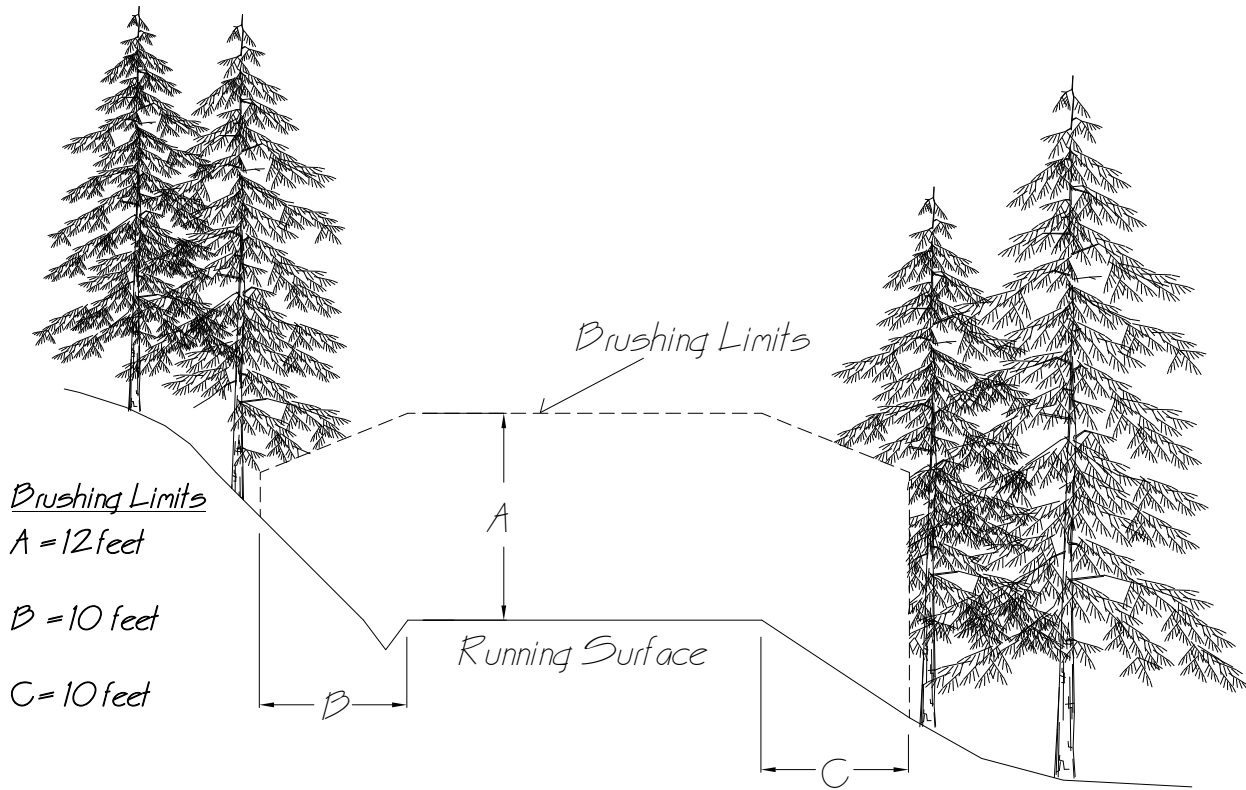 Brushing Limits
Brushing Limits
A = 12 feet
A
B = 10 feet
Running Surface
C = 10 feet
B
C